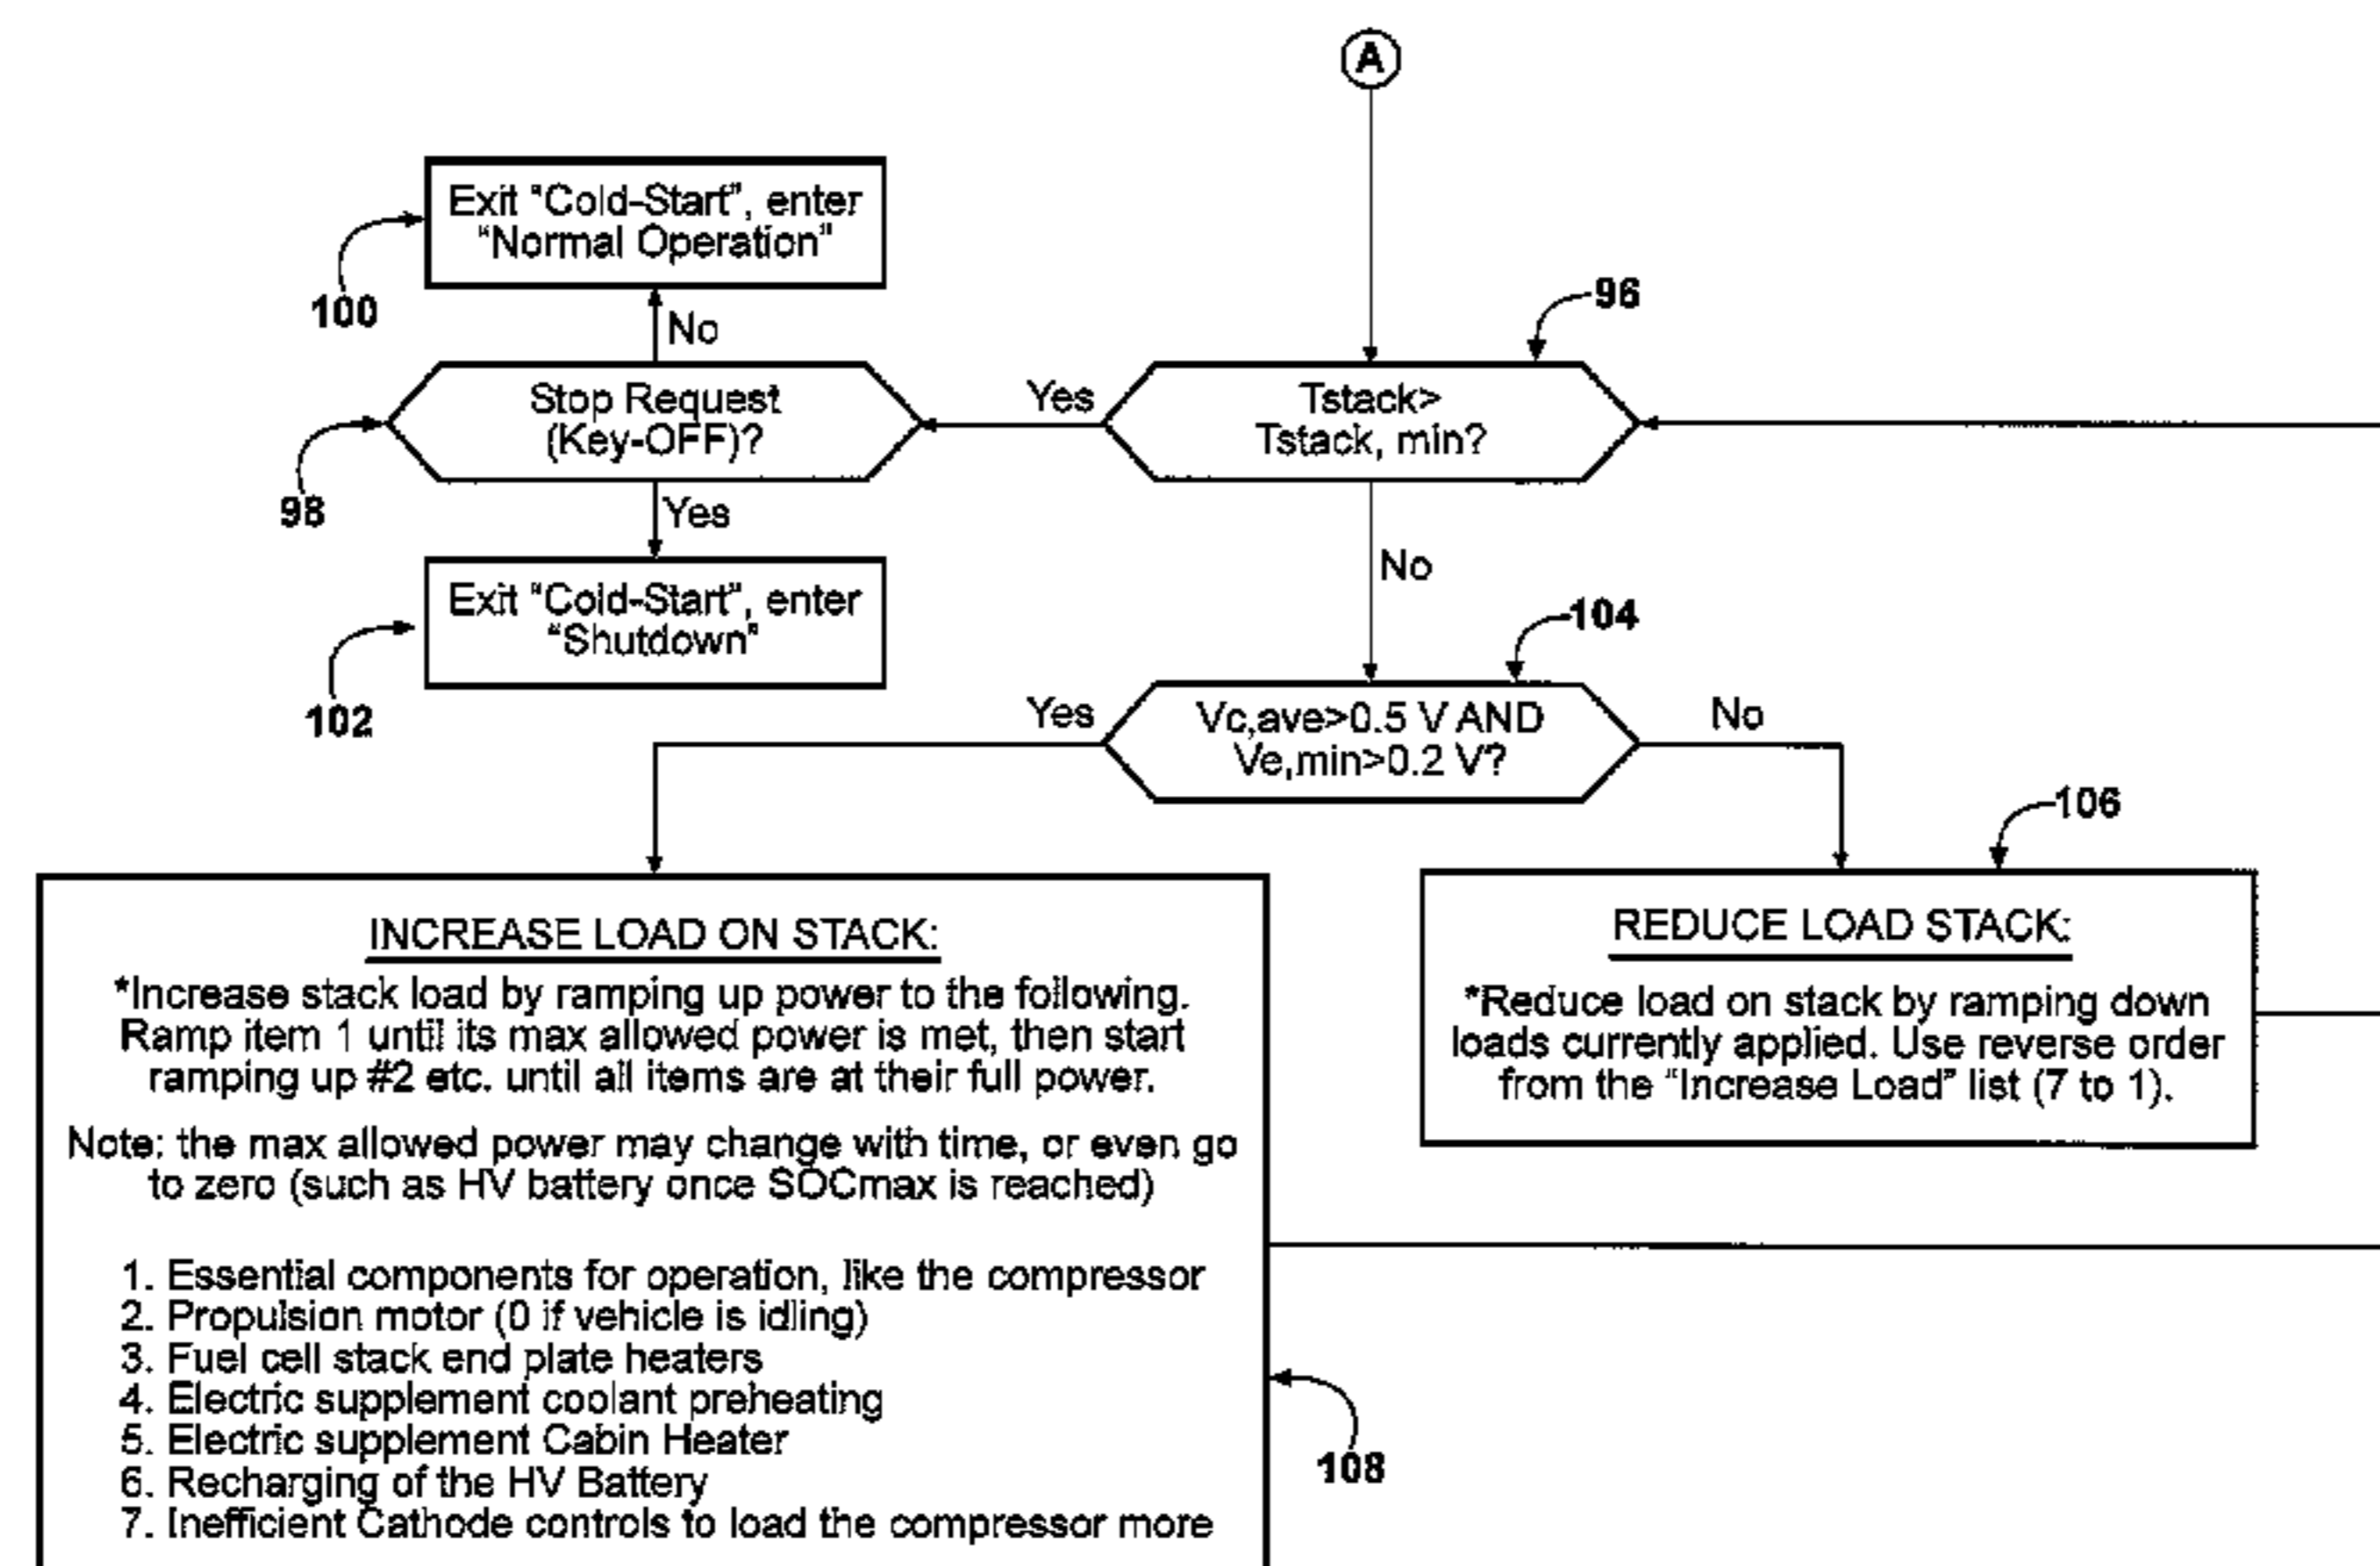 A
Exit "Cold-Start", enter
"Normal Operation"
100
No
96
Stop Request
(Key-OFF)?
Yes
Tstack>
Tstack, min?
98
Yes
No
Exit "Cold-Start", enter
"Shutdown"
102
104
Yes
Vc,ave>0.5 V AND
Ve,min>0.2 V?
No
106
INCREASE LOAD ON STACK:
*Increase stack load by ramping up power to the following.
Ramp item 1 until its max allowed power is met, then start
ramping up #2 etc. until all items are at their full power.
Note: the max allowed power may change with time, or even go
to zero (such as HV battery once SOCmax is reached)
1. Essential components for operation, like the compressor
2. Propulsion motor (0 if vehicle is idling)
3. Fuel cell stack end plate heaters
4. Electric supplement coolant preheating
5. Electric supplement Cabin Heater
6. Recharging of the HV Battery
7. Inefficient Cathode controls to load the compressor more
108
REDUCE LOAD STACK:
*Reduce load on stack by ramping down
loads currently applied. Use reverse order
from the "Increase Load" list (7 to 1).